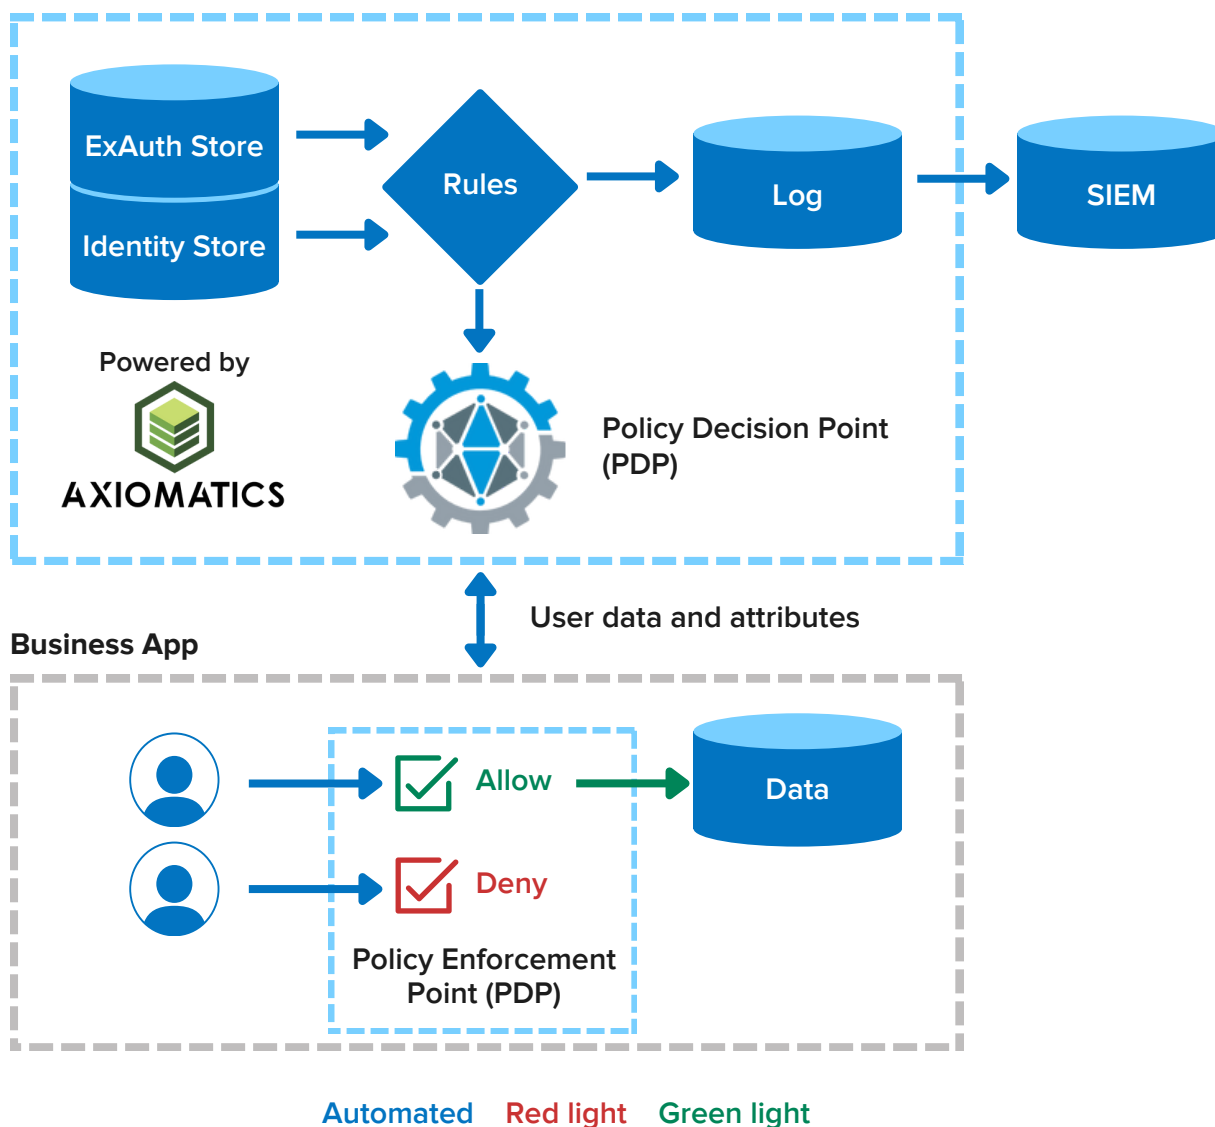 ExAuth Store
Identity Store
Rules
Log
SIEM
Powered by
AXIOMATICS
Policy Decision Point
(PDP)
User data and attributes
Business App
Allow
Data
Deny
Policy Enforcement
Point (PDP)
Automated Red light Green light